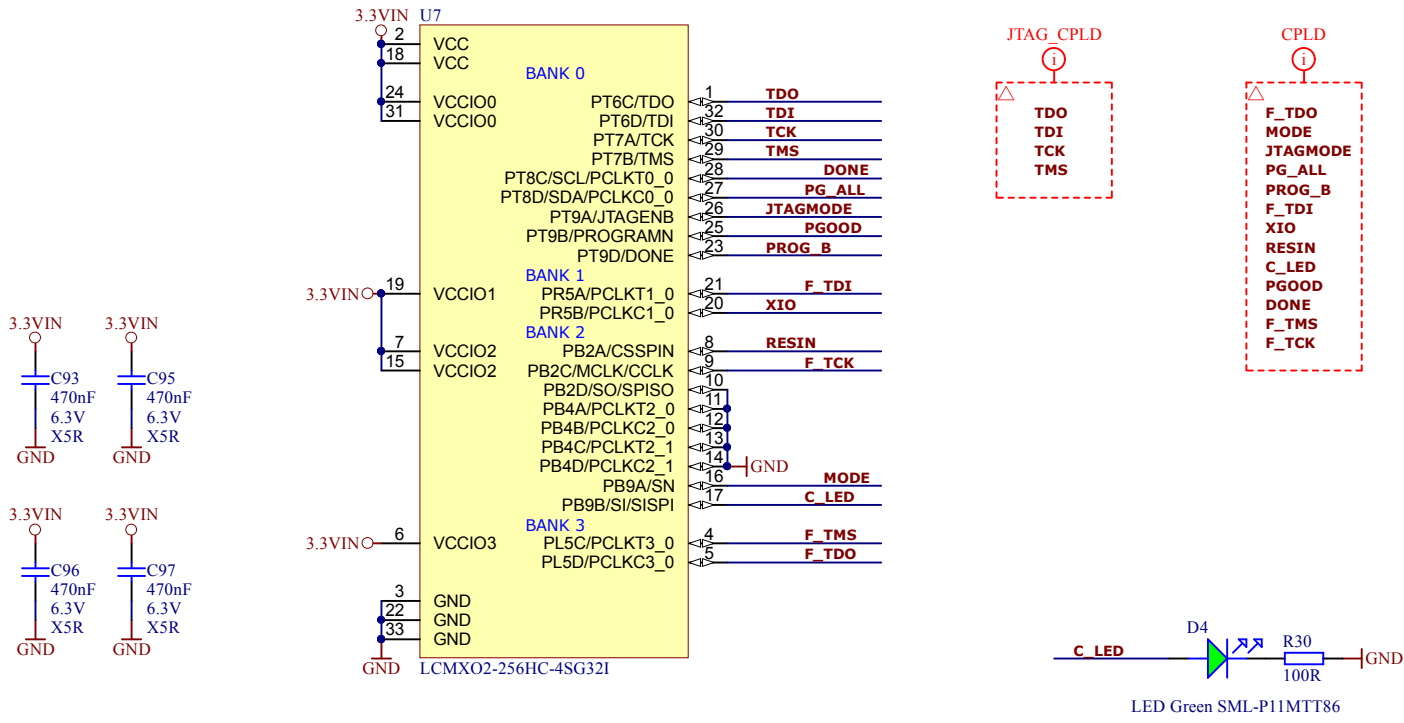 3.3VIN
U7
2 VCC
18 VCC
BANK 0
24 VCCIO0
31 VCCIO0
PT6C/TDO 1 TDO
PT6D/TDI 32 TDI
PT7A/TCK 30 TCK
PT7B/TMS 29 TMS
PT8C/SCL/PCLKT0_0 28 DONE
PT8D/SDA/PCLKC0_0 27 PG_ALL
PT9A/JTAGENB 26 JTAGMODE
PT9B/PROGRAMN 25 PGOOD
PT9D/DONE 23 PROG_B
BANK 1
3.3VIN 19 VCCIO1
PR5A/PCLKT1_0 21 F_TDI
PR5B/PCLKC1_0 20 XIO
BANK 2
7 VCCIO2
15 VCCIO2
PB2A/CSSPIN 8 RESIN
PB2C/MCLK/CCLK 9 F_TCK
PB2D/SO/SPISO 10
PB4A/PCLKT2_0 11
PB4B/PCLKC2_0 12
PB4C/PCLKT2_1 13
PB4D/PCLKC2_1 14 GND
PB9A/SN 16 MODE
PB9B/SI/SISPI 17 C_LED
BANK 3
3.3VIN 6 VCCIO3
PL5C/PCLKT3_0 4 F_TMS
PL5D/PCLKC3_0 5 F_TDO
3 GND
22 GND
33 GND
GND
LCMXO2-256HC-4SG32I
3.3VIN
C93
470nF
6.3V
X5R
GND
3.3VIN
C95
470nF
6.3V
X5R
GND
3.3VIN
C96
470nF
6.3V
X5R
GND
3.3VIN
C97
470nF
6.3V
X5R
GND
JTAG_CPLD
i
TDO
TDI
TCK
TMS
CPLD
i
F_TDO
MODE
JTAGMODE
PG_ALL
PROG_B
F_TDI
XIO
RESIN
C_LED
PGOOD
DONE
F_TMS
F_TCK
C_LED
D4
R30
100R
GND
LED Green SML-P11MTT86